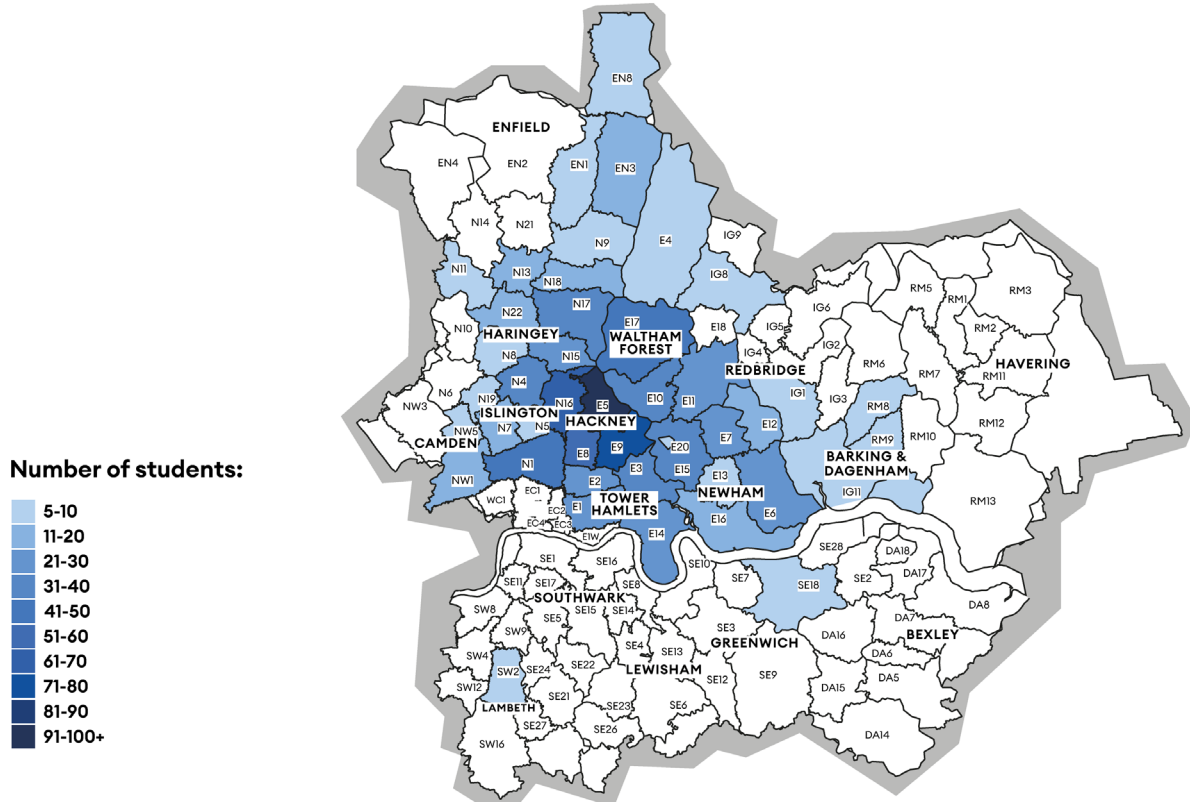 EN8
ENFIELD
EN4
EN2
EN1
EN3
N14
N21
N9
E4
IG9
N11
N13
N18
IG8
N10
N22
N17
E17
E18
HARINGEY
WALTHAM
FOREST
N8
N15
IG6
IG5
IG4
IG2
RM5
RM1
RM3
RM2
HAVERING
REDBRIDGE
RM6
RM7
RM11
N6
N4
N16
E5
E10
E11
IG1
IG3
RM8
NW3
N19
ISLINGTON
HACKNEY
E12
RM12
NW5
N7
N5
CAMDEN
E7
RM9
RM10
N1
E8
E9
E20
BARKING &
DAGENHAM
NW1
E2
E3
E15
E13
NEWHAM
IG11
RM13
WC1
EC1
EC2
EC4
EC3
E1
TOWER
HAMLETS
E16
E6
E1W
E14
SE1
SE16
SE10
SE28
DA18
SE11
SE17
SE8
SE7
SE18
SE2
DA17
SOUTHWARK
SW8
SE15
SE14
DA8
SE5
SW9
SE3
DA7
GREENWICH
DA16
BEXLEY
SW4
SE4
SE13
DA6
SW2
SE24
SE22
LEWISHAM
SE12
SE9
DA5
SW12
DA15
SE21
LAMBETH
SE23
SE6
SE27
SE26
SW16
DA14
Number of students:
5-10
11-20
21-30
31-40
41-50
51-60
61-70
71-80
81-90
91-100+